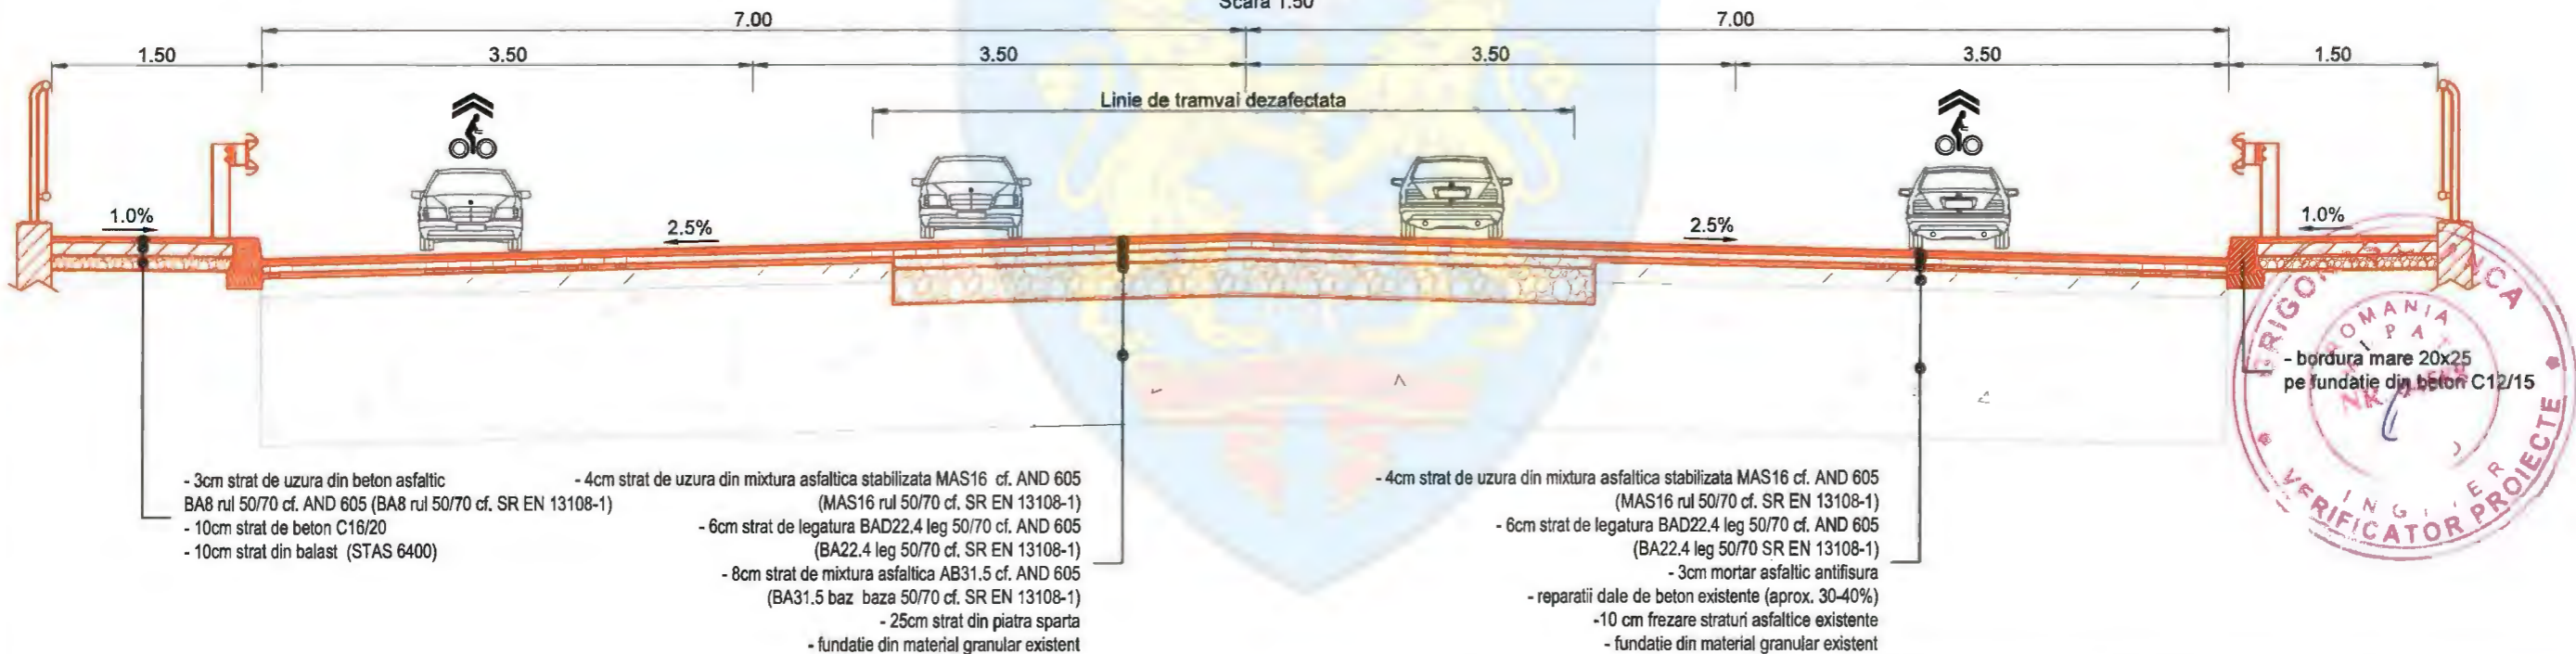 Scara 1:50
7.00 7.00
1.50 3.50 3.50 3.50 3.50 1.50
Linie de tramvai dezafectata
1.0% 2.5% 2.5% 1.0%
- 3cm strat de uzura din beton asfaltic
BA8 rul 50/70 cf. AND 605 (BA8 rul 50/70 cf. SR EN 13108-1)
- 10cm strat de beton C16/20
- 10cm strat din balast (STAS 6400)
- 4cm strat de uzura din mixtura asfaltica stabilizata MAS16 cf. AND 605
(MAS16 rul 50/70 cf. SR EN 13108-1)
- 6cm strat de legatura BAD22.4 leg 50/70 cf. AND 605
(BA22.4 leg 50/70 cf. SR EN 13108-1)
- 8cm strat de mixtura asfaltica AB31.5 cf. AND 605
(BA31.5 baz baza 50/70 cf. SR EN 13108-1)
- 25cm strat din piatra sparta
- fundatie din material granular existent
- 4cm strat de uzura din mixtura asfaltica stabilizata MAS16 cf. AND 605
(MAS16 rul 50/70 cf. SR EN 13108-1)
- 6cm strat de legatura BAD22.4 leg 50/70 cf. AND 605
(BA22.4 leg 50/70 SR EN 13108-1)
- 3cm mortar asfaltic antifisura
- reparatii dale de beton existente (aprox. 30-40%)
-10 cm frezare straturi asfaltice existente
- fundatie din material granular existent
- bordura mare 20x25
pe fundatie din beton C12/15
ROMANIA
VERIFICATOR PROIECTE